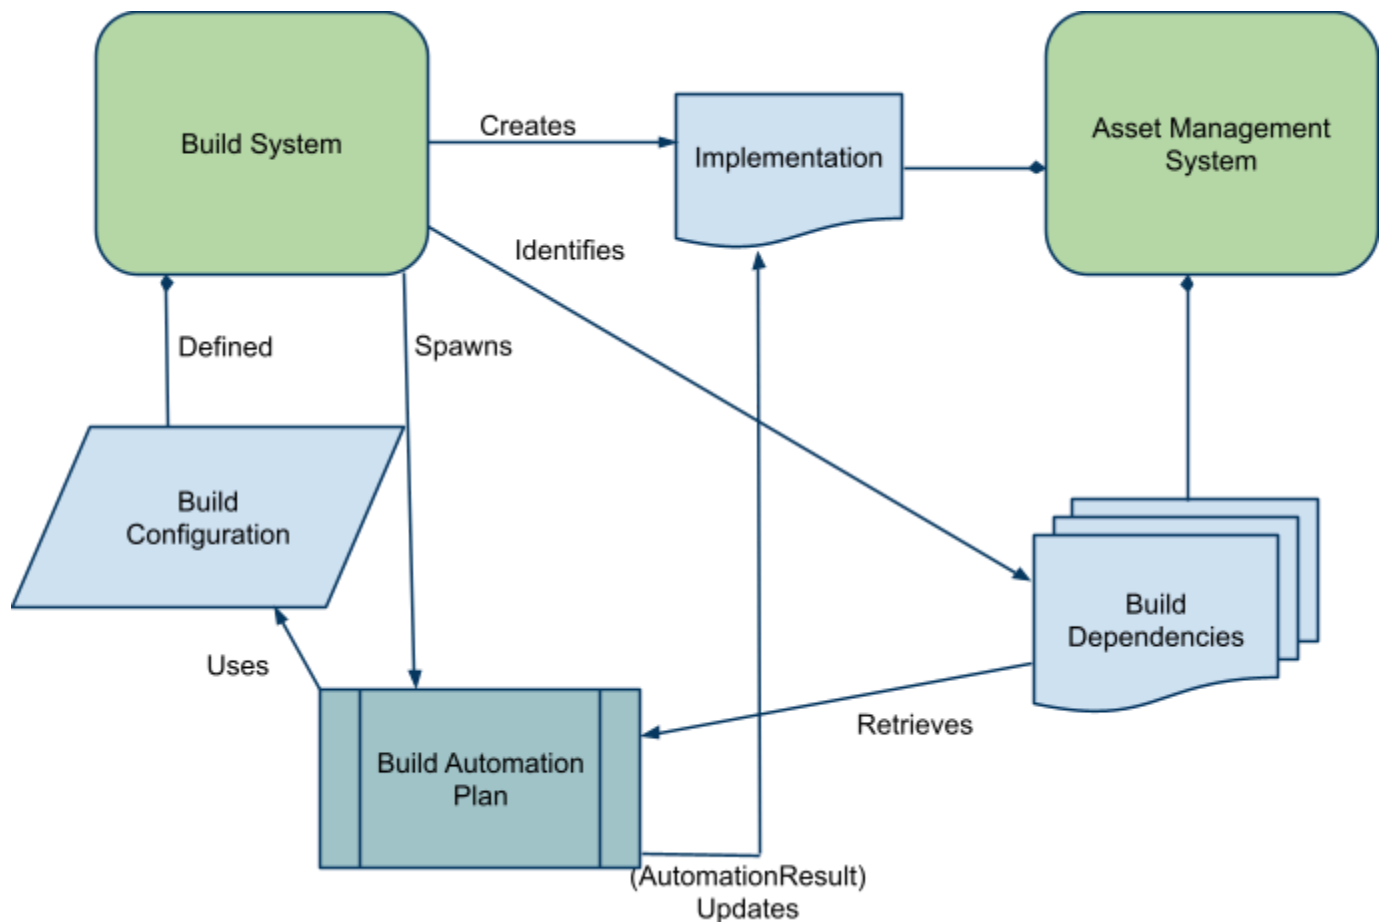 Build System
Creates
Implementation
Asset Management
System
Identifies
Defined
Spawns
Build
Configuration
Build
Dependencies
Uses
Retrieves
Build Automation
Plan
(AutomationResult)
Updates